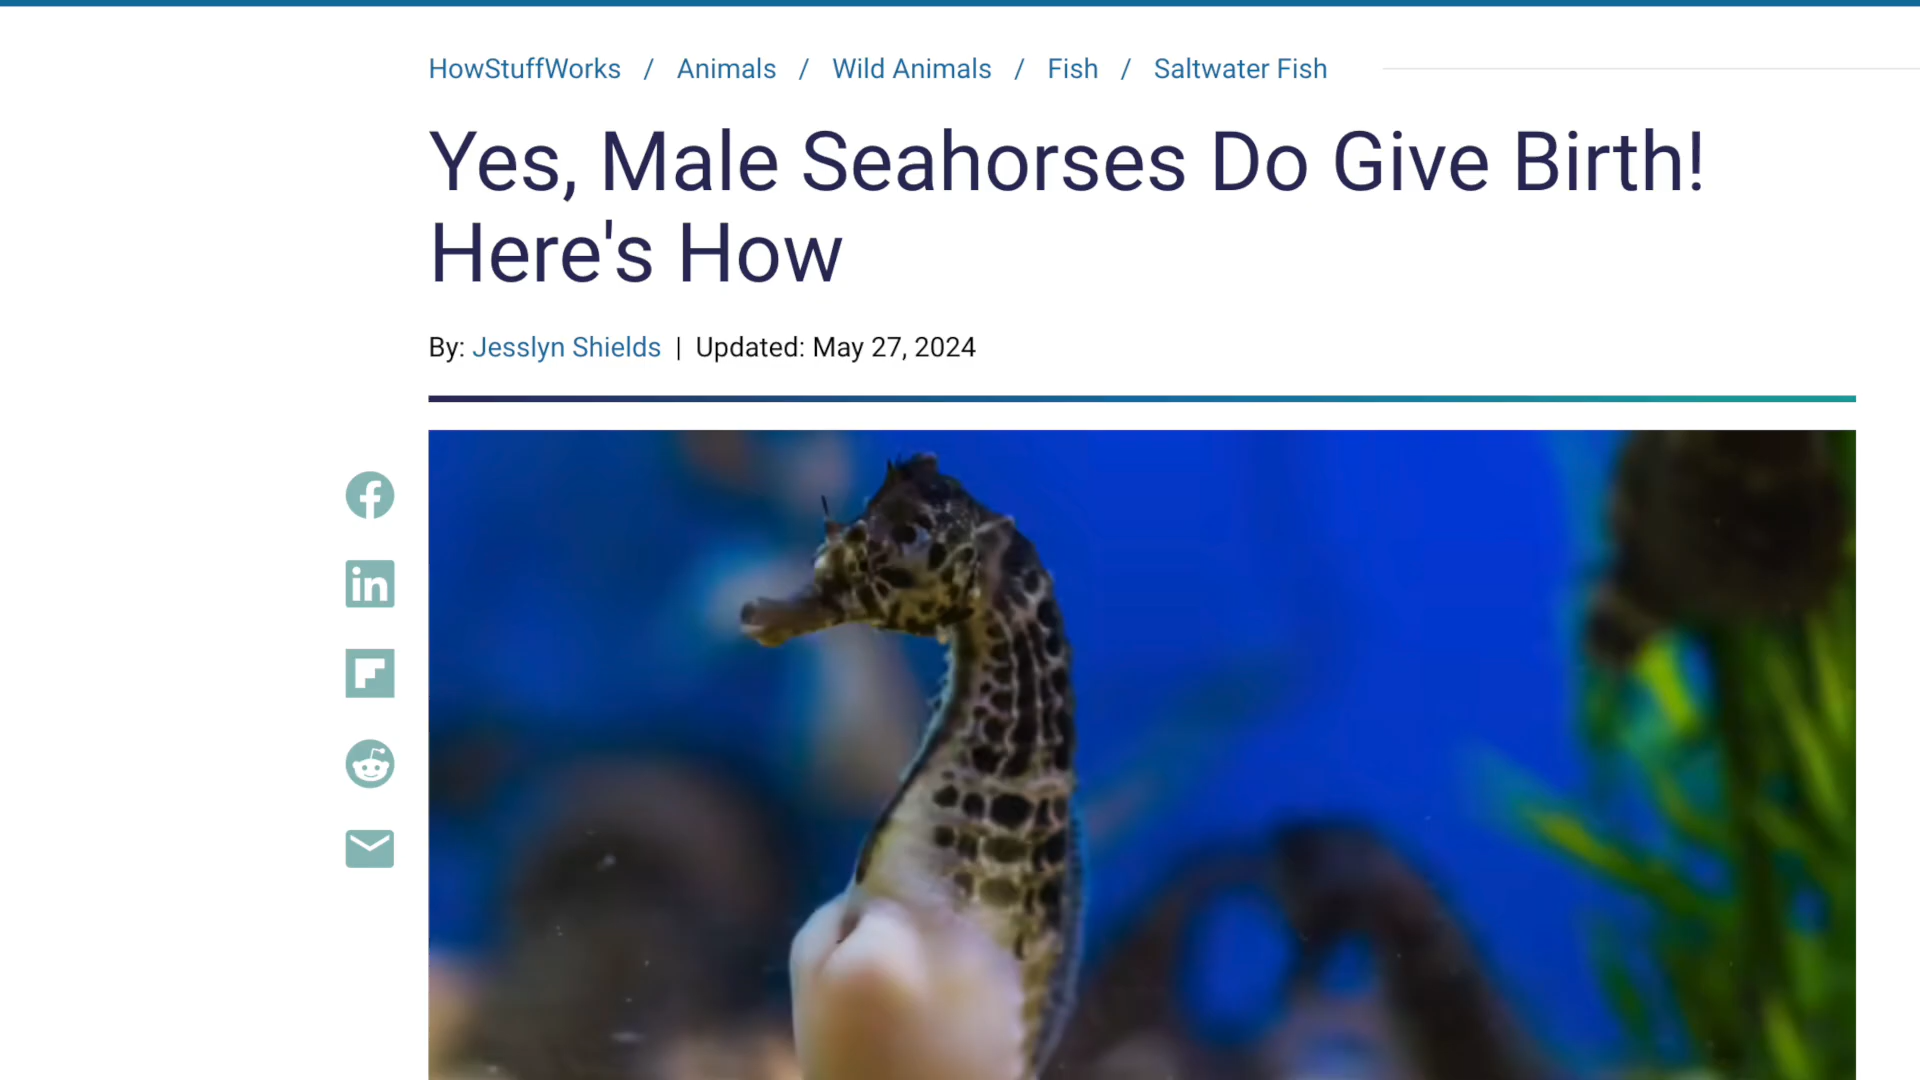 HowStuffWorks / Animals / Wild Animals / Fish / Saltwater Fish
Yes, Male Seahorses Do Give Birth!
Here's How
By: Jesslyn Shields | Updated: May 27, 2024
in